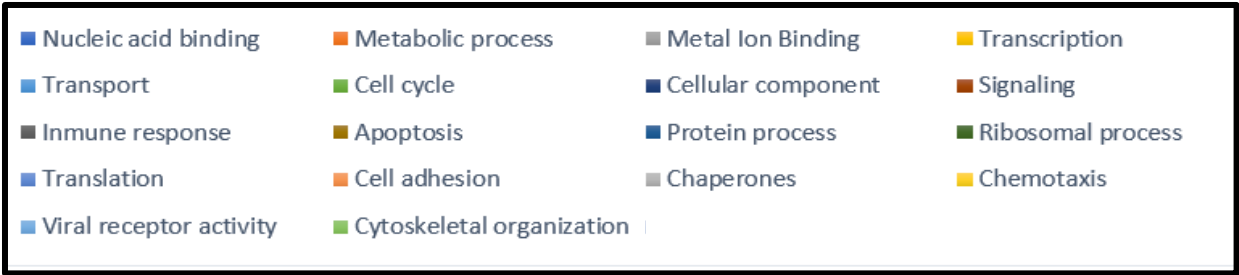 Nucleic acid binding Metabolic process Metal Ion Binding Transcription
Transport Cell cycle Cellular component Signaling
Inmune response Apoptosis Protein process Ribosomal process
Translation Cell adhesion Chaperones Chemotaxis
Viral receptor activity Cytoskeletal organization